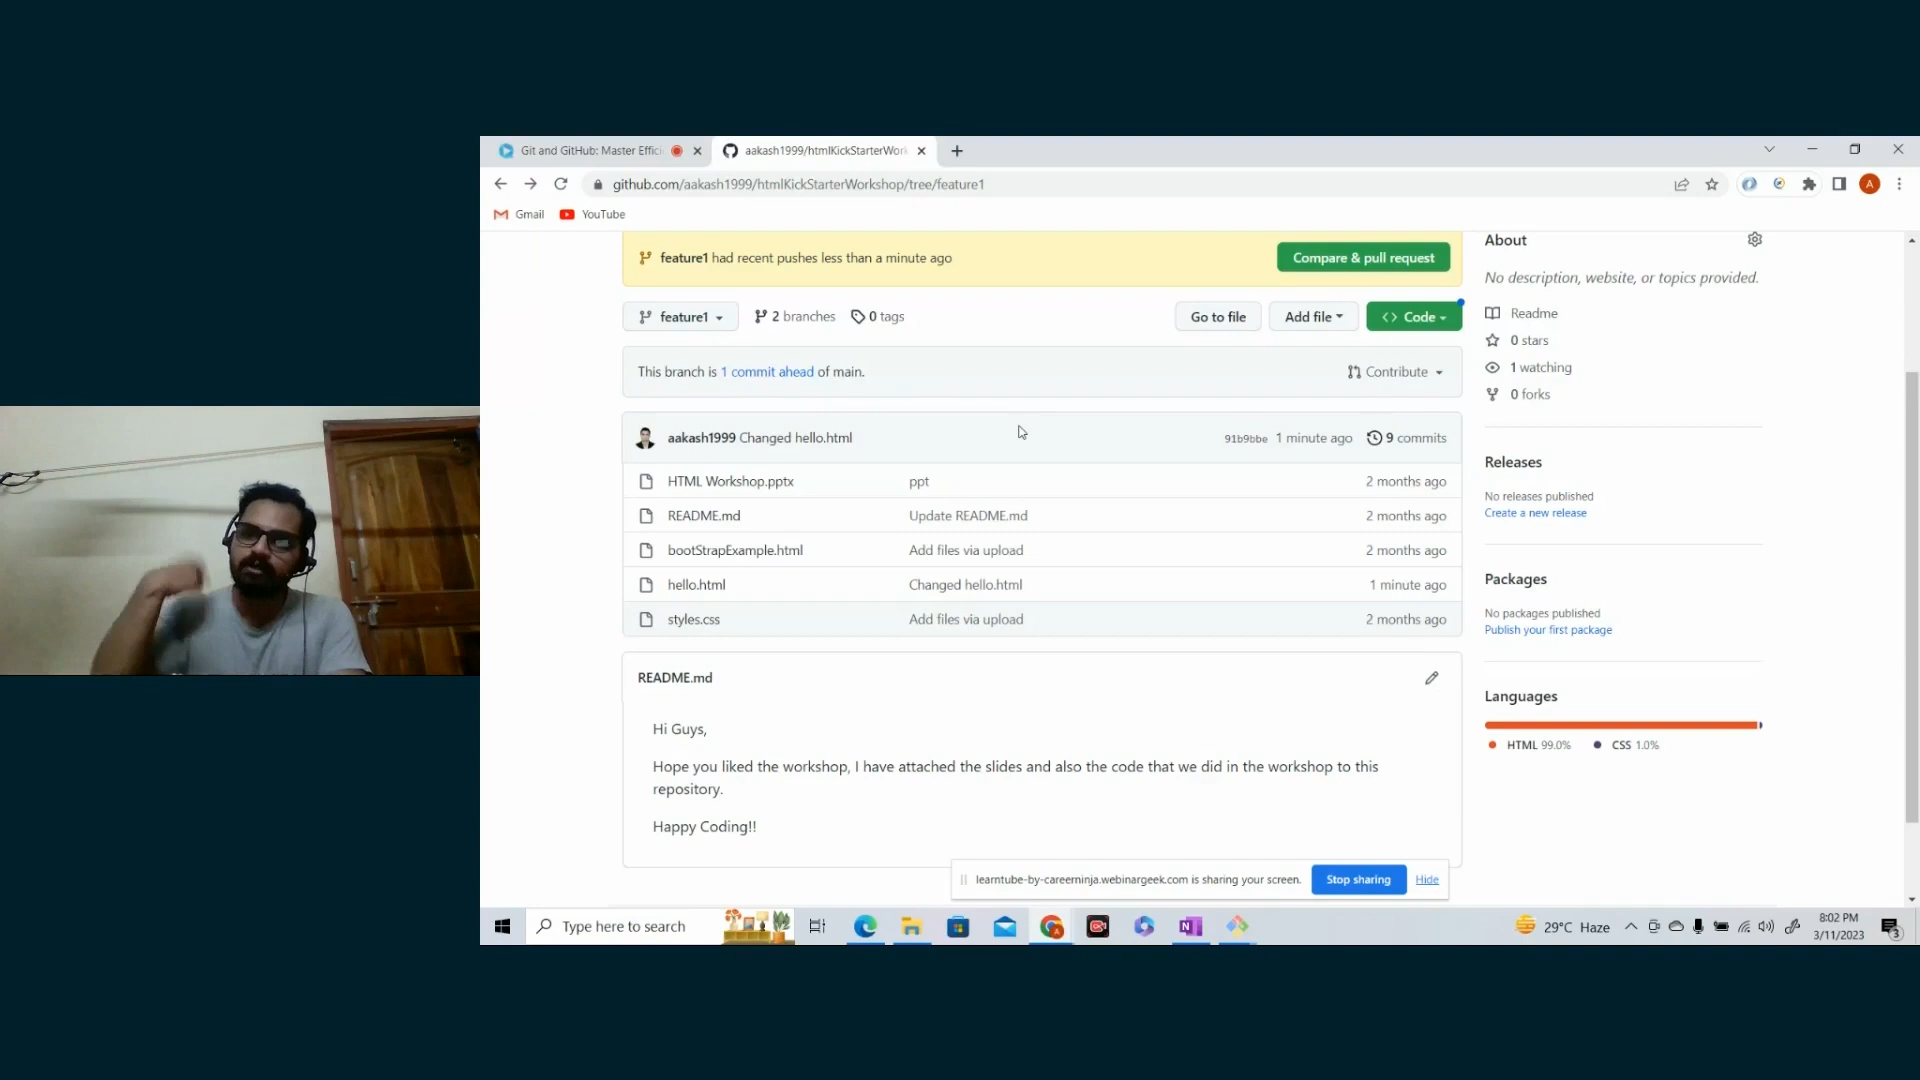 Git and GitHub: Master Effici
aakash1999/htmlKickStarterWork
github.com/aakash1999/htmlKickStarterWorkshop/tree/feature1
A
Gmail
YouTube
feature1 had recent pushes less than a minute ago
Compare & pull request
feature1
2 branches
0 tags
Go to file
Add file
Code
This branch is 1 commit ahead of main.
Contribute
aakash1999 Changed hello.html
91b9bbe 1 minute ago
9 commits
HTML Workshop.pptx
ppt
2 months ago
README.md
Update README.md
2 months ago
bootStrapExample.html
Add files via upload
2 months ago
hello.html
Changed hello.html
1 minute ago
styles.css
Add files via upload
2 months ago
README.md
Hi Guys,
Hope you liked the workshop, I have attached the slides and also the code that we did in the workshop to this
repository.
Happy Coding!!
About
No description, website, or topics provided.
Readme
0 stars
1 watching
0 forks
Releases
No releases published
Create a new release
Packages
No packages published
Publish your first package
Languages
HTML 99.0%
CSS 1.0%
learntube-by-careerninja.webinargeek.com is sharing your screen.
Stop sharing
Hide
Type here to search
29°C Haze
8:02 PM
3/11/2023
3